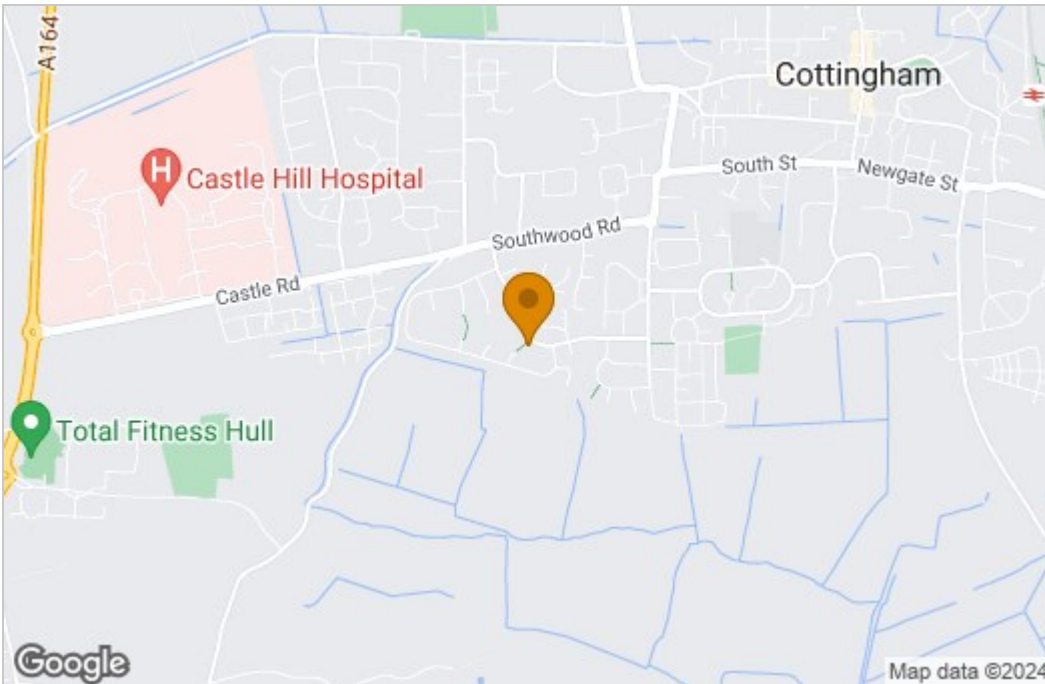 A164
Cottingham
H
Castle Hill Hospital
South St
Newgate St
Southwood Rd
Castle Rd
Total Fitness Hull
Google
Map data ©2024